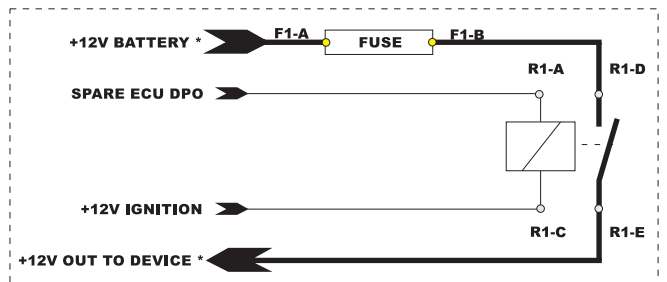 +12V BATTERY * F1-A FUSE F1-B
R1-A R1-D
SPARE ECU DPO
+12V IGNITION
R1-C R1-E
+12V OUT TO DEVICE *